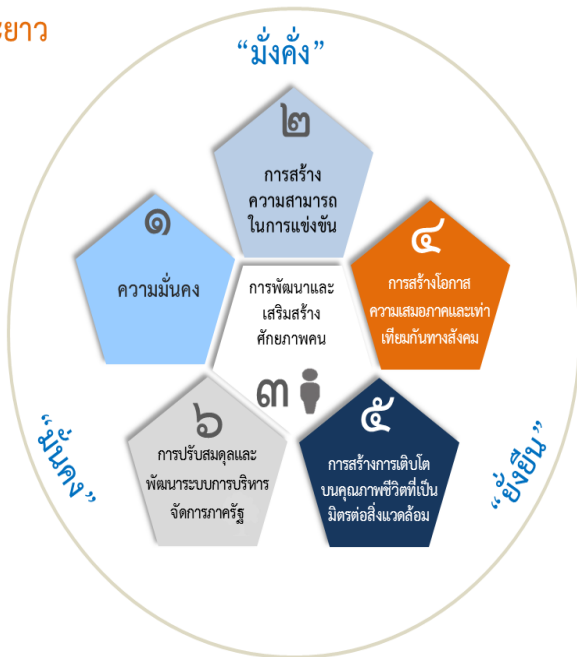 ะยาว
“มั่งคั่ง”
๒
การสร้าง
ความสามารถ
ในการแข่งขัน
๑
ความมั่นคง
๔
การสร้างโอกาส
ความเสมอภาคและเท่า
เทียมกันทางสังคม
การพัฒนาและ
เสริมสร้าง
ศักยภาพคน
๓
๖
การปรับสมดุลและ
พัฒนาระบบการบริหาร
จัดการภาครัฐ
๕
การสร้างการเติบโต
บนคุณภาพชีวิตที่เป็น
มิตรต่อสิ่งแวดล้อม
“มั่นคง”
“ยั่งยืน”